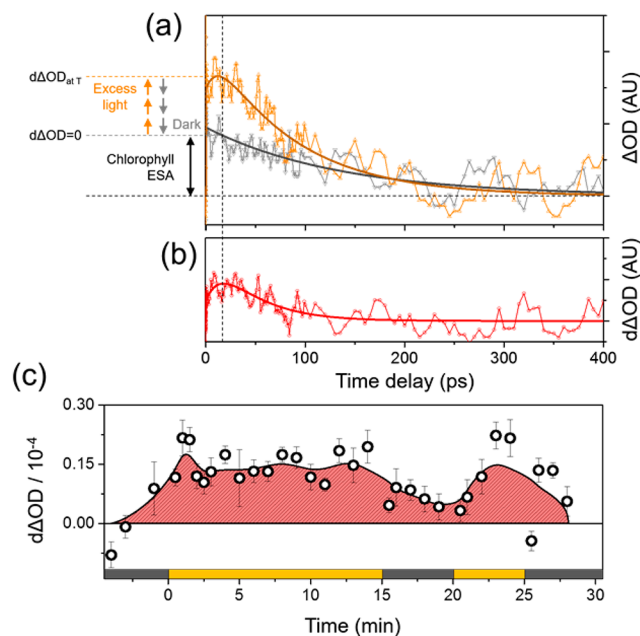 (a)
dΔOD at T
Excess
light
Dark
dΔOD=0
Chlorophyll
ESA
ΔOD (AU)
(b)
dΔOD (AU)
0 100 200 300 400
Time delay (ps)
(c)
0.30
0.15
0.00
dΔOD / 10⁻⁴
0 5 10 15 20 25 30
Time (min)